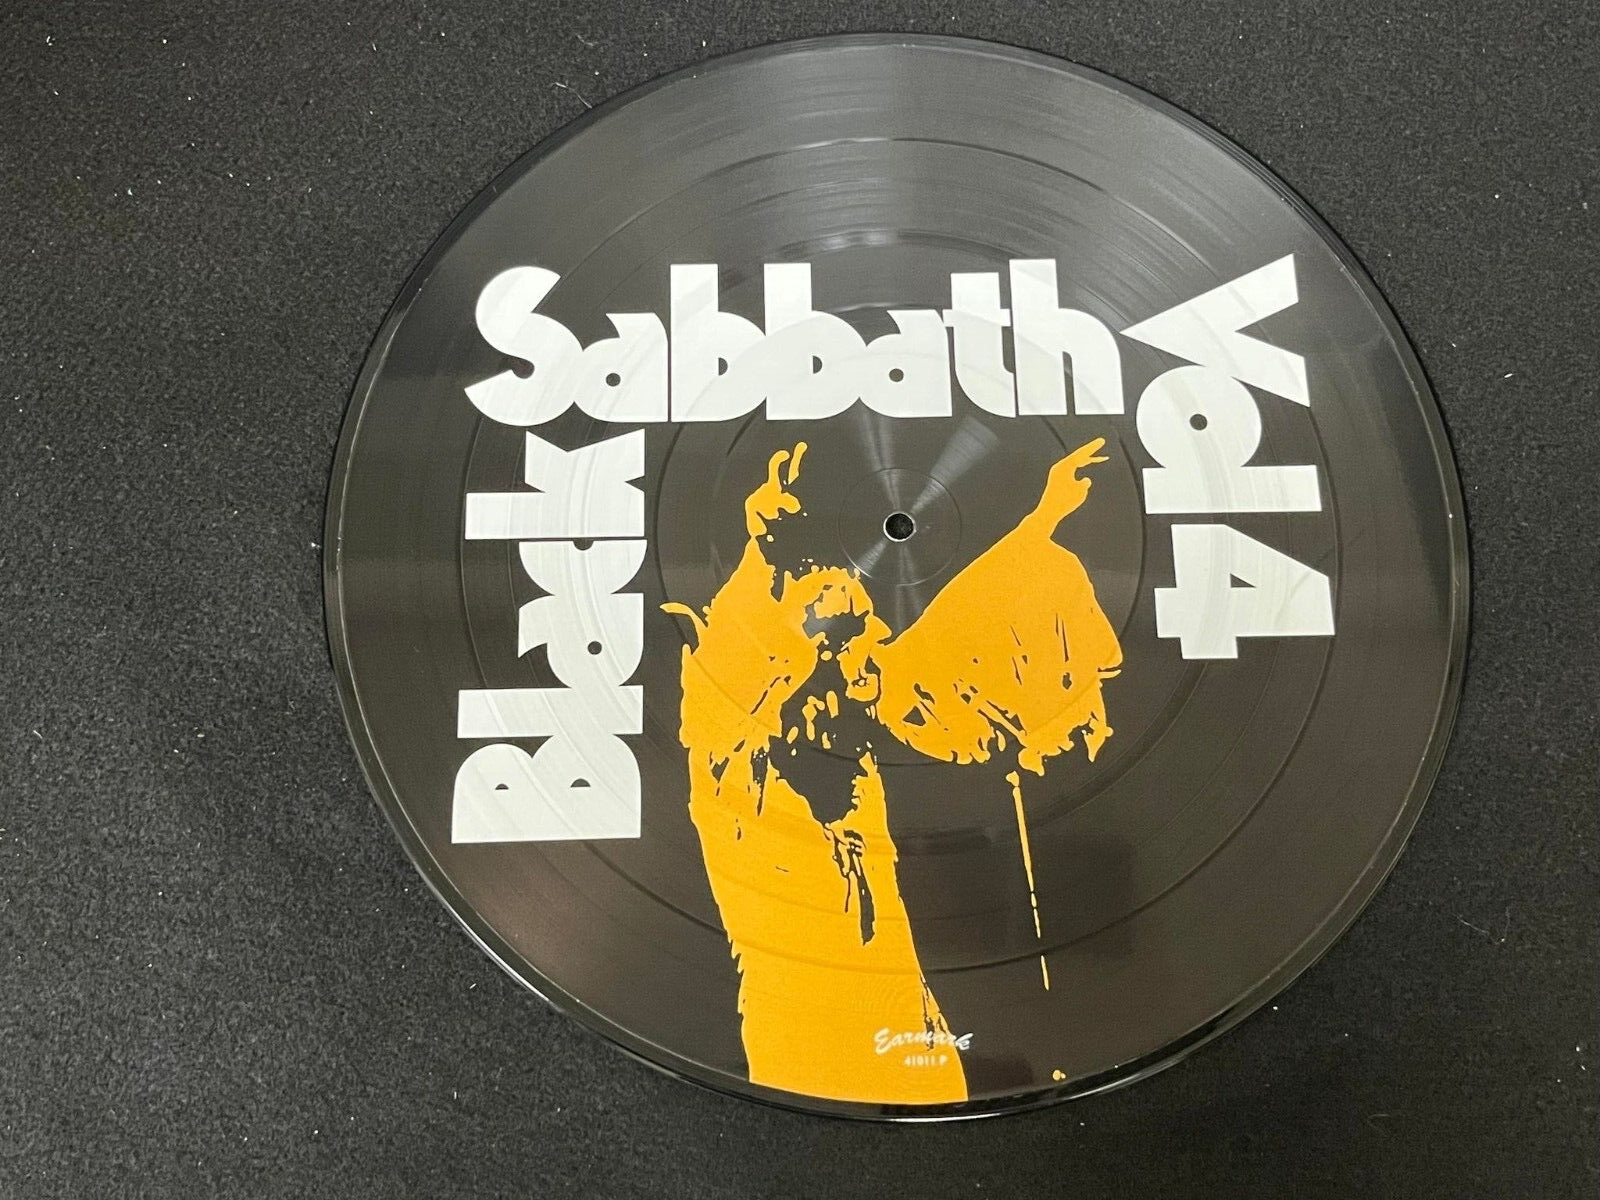 Black
Sabbath
Vol 4
Earmark
41011 P